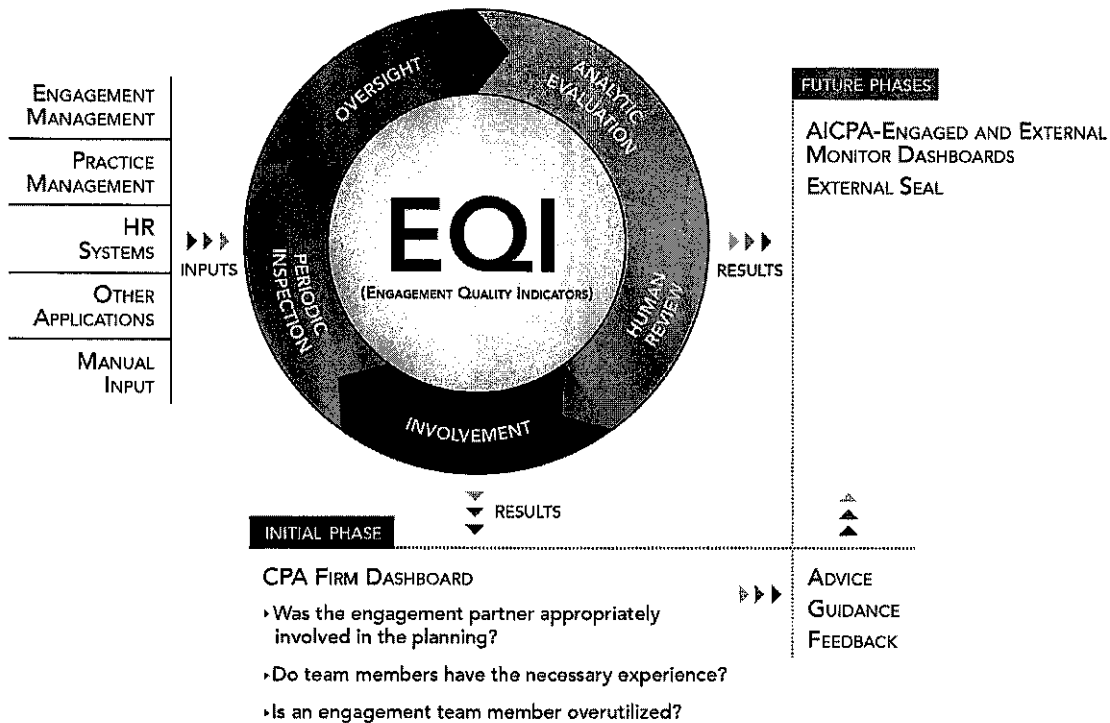 ENGAGEMENT
MANAGEMENT
PRACTICE
MANAGEMENT
HR
SYSTEMS
OTHER
APPLICATIONS
MANUAL
INPUT
INPUTS
OVERSIGHT
ANALYTIC
EVALUATION
HUMAN
REVIEW
INVOLVEMENT
PERIODIC
INSPECTION
EQI
(ENGAGEMENT QUALITY INDICATORS)
RESULTS
FUTURE PHASES
AICPA-ENGAGED AND EXTERNAL
MONITOR DASHBOARDS
EXTERNAL SEAL
RESULTS
INITIAL PHASE
CPA FIRM DASHBOARD
▸Was the engagement partner appropriately
involved in the planning?
▸Do team members have the necessary experience?
▸Is an engagement team member overutilized?
ADVICE
GUIDANCE
FEEDBACK